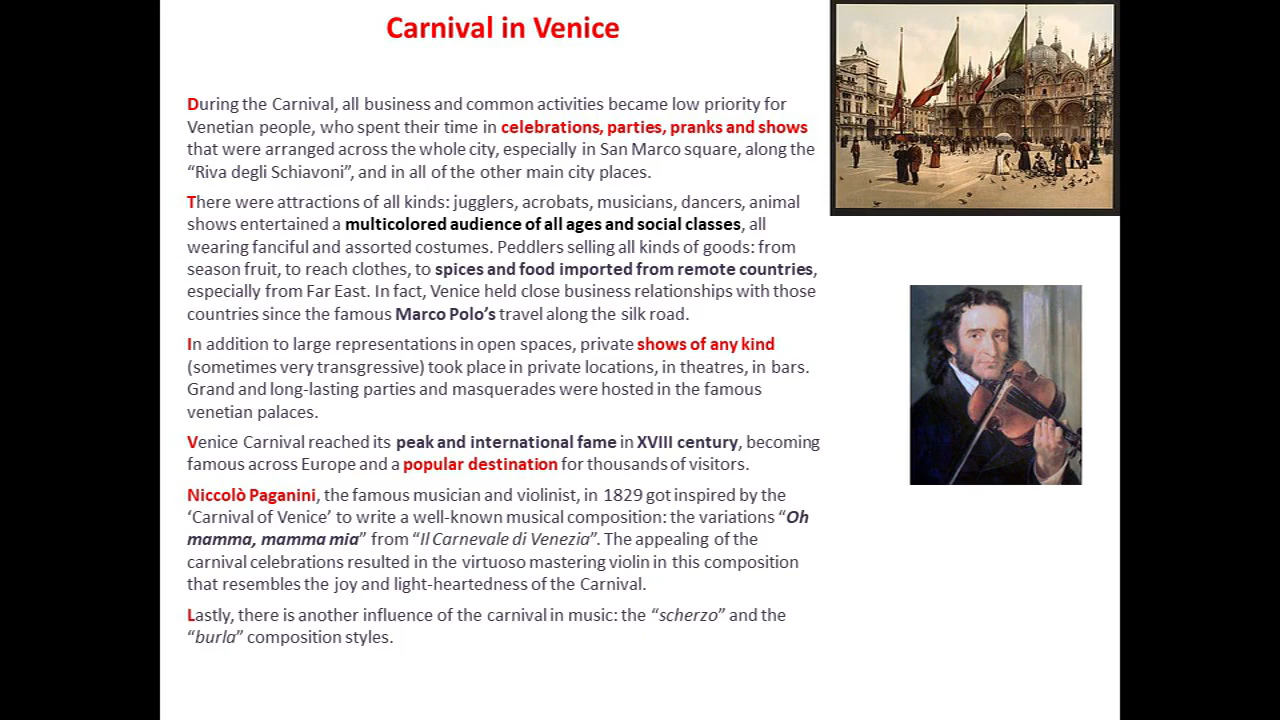 Carnival in Venice
During the Carnival, all business and common activities became low priority for
Venetian people, who spent their time in celebrations, parties, pranks and shows
that were arranged across the whole city, especially in San Marco square, along the
“Riva degli Schiavoni”, and in all of the other main city places.
There were attractions of all kinds: jugglers, acrobats, musicians, dancers, animal
shows entertained a multicolored audience of all ages and social classes, all
wearing fanciful and assorted costumes. Peddlers selling all kinds of goods: from
season fruit, to reach clothes, to spices and food imported from remote countries,
especially from Far East. In fact, Venice held close business relationships with those
countries since the famous Marco Polo’s travel along the silk road.
In addition to large representations in open spaces, private shows of any kind
(sometimes very transgressive) took place in private locations, in theatres, in bars.
Grand and long-lasting parties and masquerades were hosted in the famous
venetian palaces.
Venice Carnival reached its peak and international fame in XVIII century, becoming
famous across Europe and a popular destination for thousands of visitors.
Niccolò Paganini, the famous musician and violinist, in 1829 got inspired by the
‘Carnival of Venice’ to write a well-known musical composition: the variations “Oh
mamma, mamma mia” from “Il Carnevale di Venezia”. The appealing of the
carnival celebrations resulted in the virtuoso mastering violin in this composition
that resembles the joy and light-heartedness of the Carnival.
Lastly, there is another influence of the carnival in music: the “scherzo” and the
“burla” composition styles.